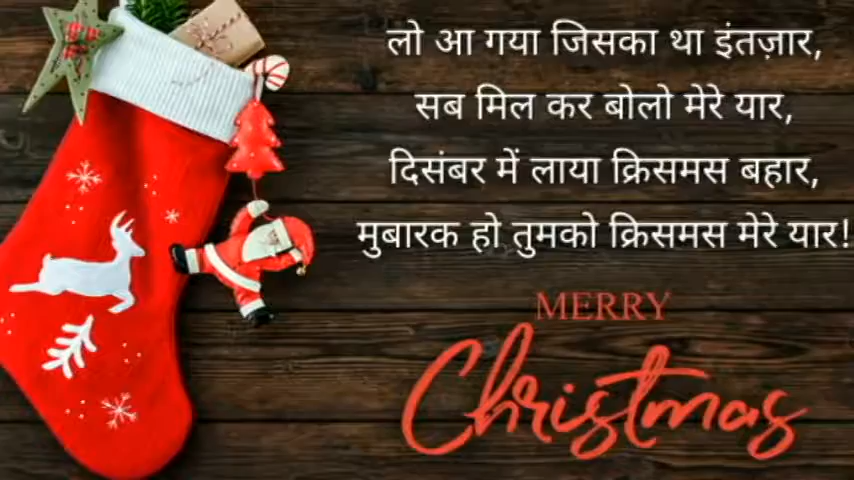 लो आ गया जिसका था इंतज़ार,
सब मिल कर बोलो मेरे यार,
दिसंबर में लाया क्रिसमस बहार,
मुबारक हो तुमको क्रिसमस मेरे यार!
MERRY
Christmas